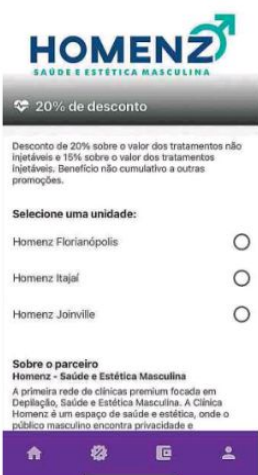 HOMENZ
SAÚDE E ESTÉTICA MASCULINA
20% de desconto
Desconto de 20% sobre o valor dos tratamentos não
injetáveis e 15% sobre o valor dos tratamentos
injetáveis. Benefício não cumulativo a outras
promoções.
Selecione uma unidade:
Homenz Florianópolis
Homenz Itajaí
Homenz Joinville
Sobre o parceiro
Homenz - Saúde e Estética Masculina
A primeira rede de clínicas premium focada em
Depilação, Saúde e Estética Masculina. A Clínica
Homenz é um espaço de saúde e estética, onde o
público masculino encontra privacidade e